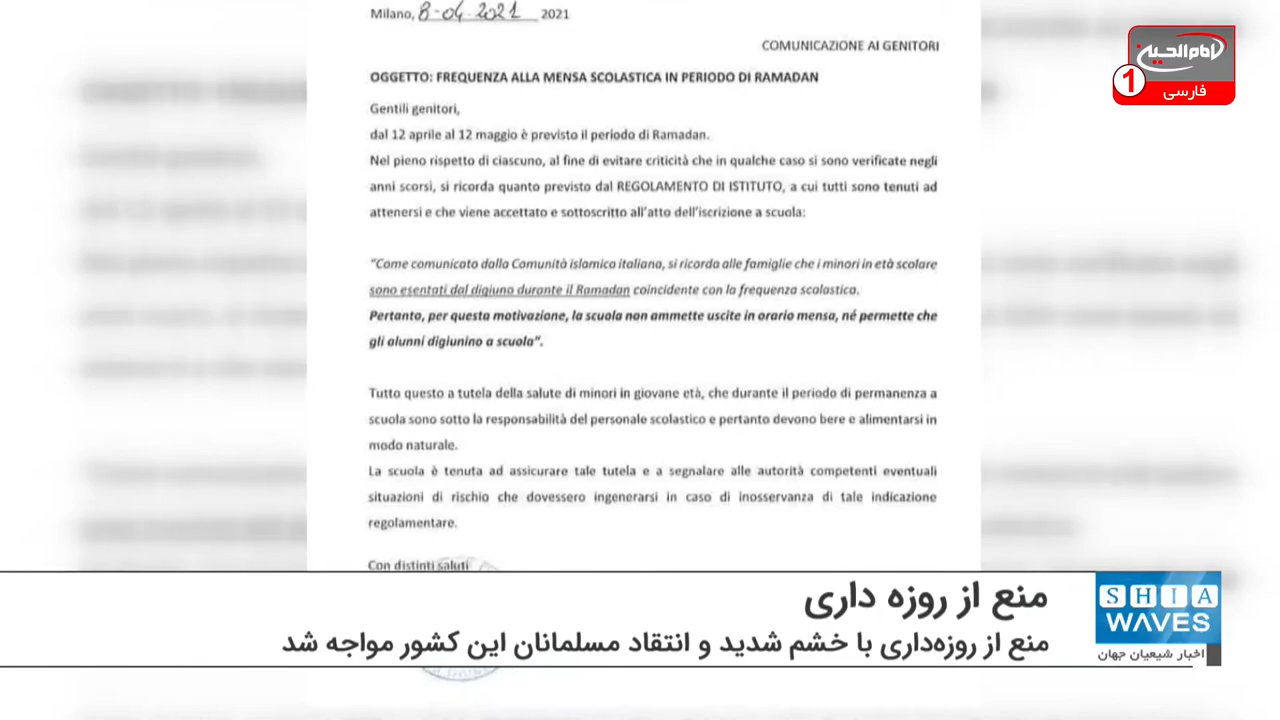 Milano, 8-04-2021 2021
COMUNICAZIONE AI GENITORI
OGGETTO: FREQUENZA ALLA MENSA SCOLASTICA IN PERIODO DI RAMADAN
Gentili genitori,
dal 12 aprile al 12 maggio è previsto il periodo di Ramadan.
Nel pieno rispetto di ciascuno, al fine di evitare criticità che in qualche caso si sono verificate negli
anni scorsi, si ricorda quanto previsto dal REGOLAMENTO DI ISTITUTO, a cui tutti sono tenuti ad
attenersi e che viene accettato e sottoscritto all'atto dell'iscrizione a scuola:
"Come comunicato dalla Comunità islamica italiana, si ricorda alle famiglie che i minori in età scolare
sono esentati dal digiuno durante il Ramadan coincidente con la frequenza scolastica.
Pertanto, per questa motivazione, la scuola non ammette uscite in orario mensa, né permette che
gli alunni digiunino a scuola".
Tutto questo a tutela della salute di minori in giovane età, che durante il periodo di permanenza a
scuola sono sotto la responsabilità del personale scolastico e pertanto devono bere e alimentarsi in
modo naturale.
La scuola è tenuta ad assicurare tale tutela e a segnalare alle autorità competenti eventuali
situazioni di rischio che dovessero ingenerarsi in caso di inosservanza di tale indicazione
regolamentare.
Con distinti saluti
امام الحسین
1
فارسی
منع از روزه داری
منع از روزه‌داری با خشم شدید و انتقاد مسلمانان این کشور مواجه شد
SHIA
WAVES
اخبار شیعیان جهان